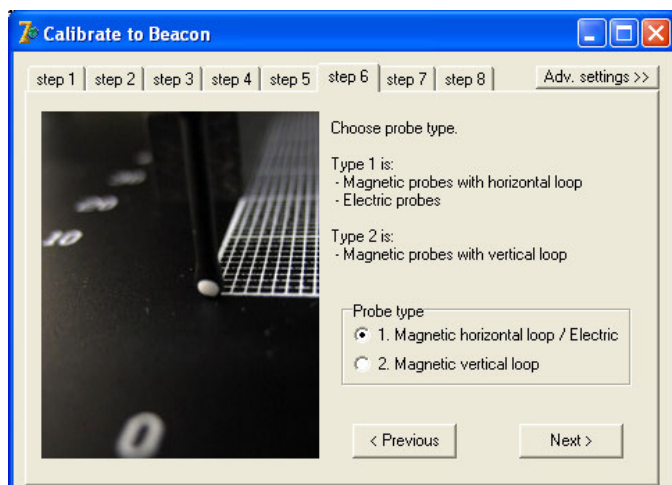 Calibrate to Beacon
step 1 step 2 step 3 step 4 step 5 step 6 step 7 step 8 Adv. settings >>
Choose probe type.
Type 1 is:
- Magnetic probes with horizontal loop
- Electric probes
Type 2 is:
- Magnetic probes with vertical loop
Probe type
1. Magnetic horizontal loop / Electric
2. Magnetic vertical loop
< Previous Next >
10
0